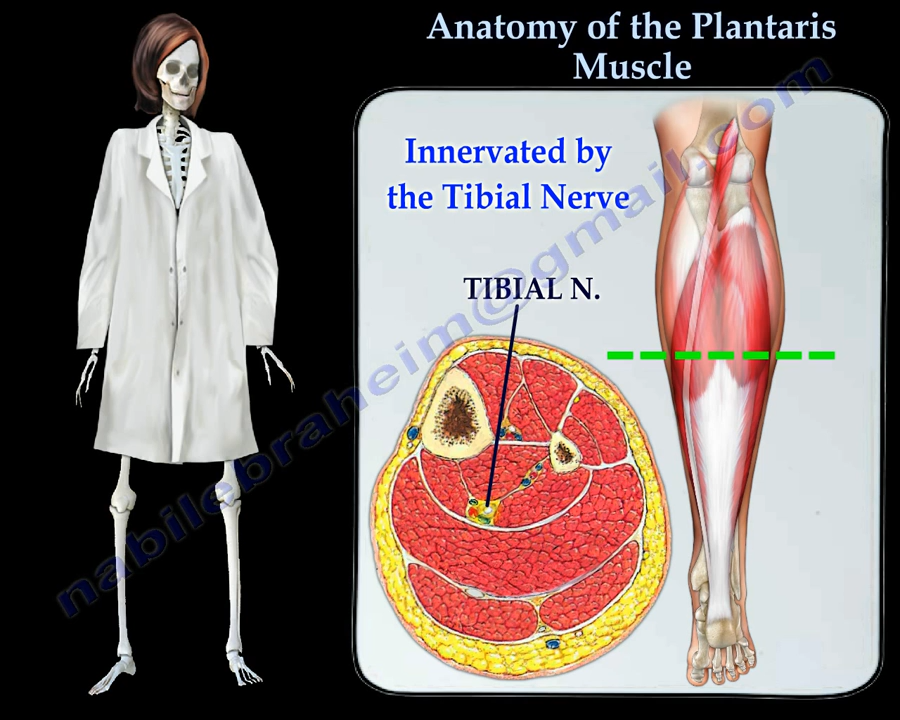 Anatomy of the Plantaris
Muscle
Innervated by
the Tibial Nerve
TIBIAL N.
nabilebraheim@gmail.com